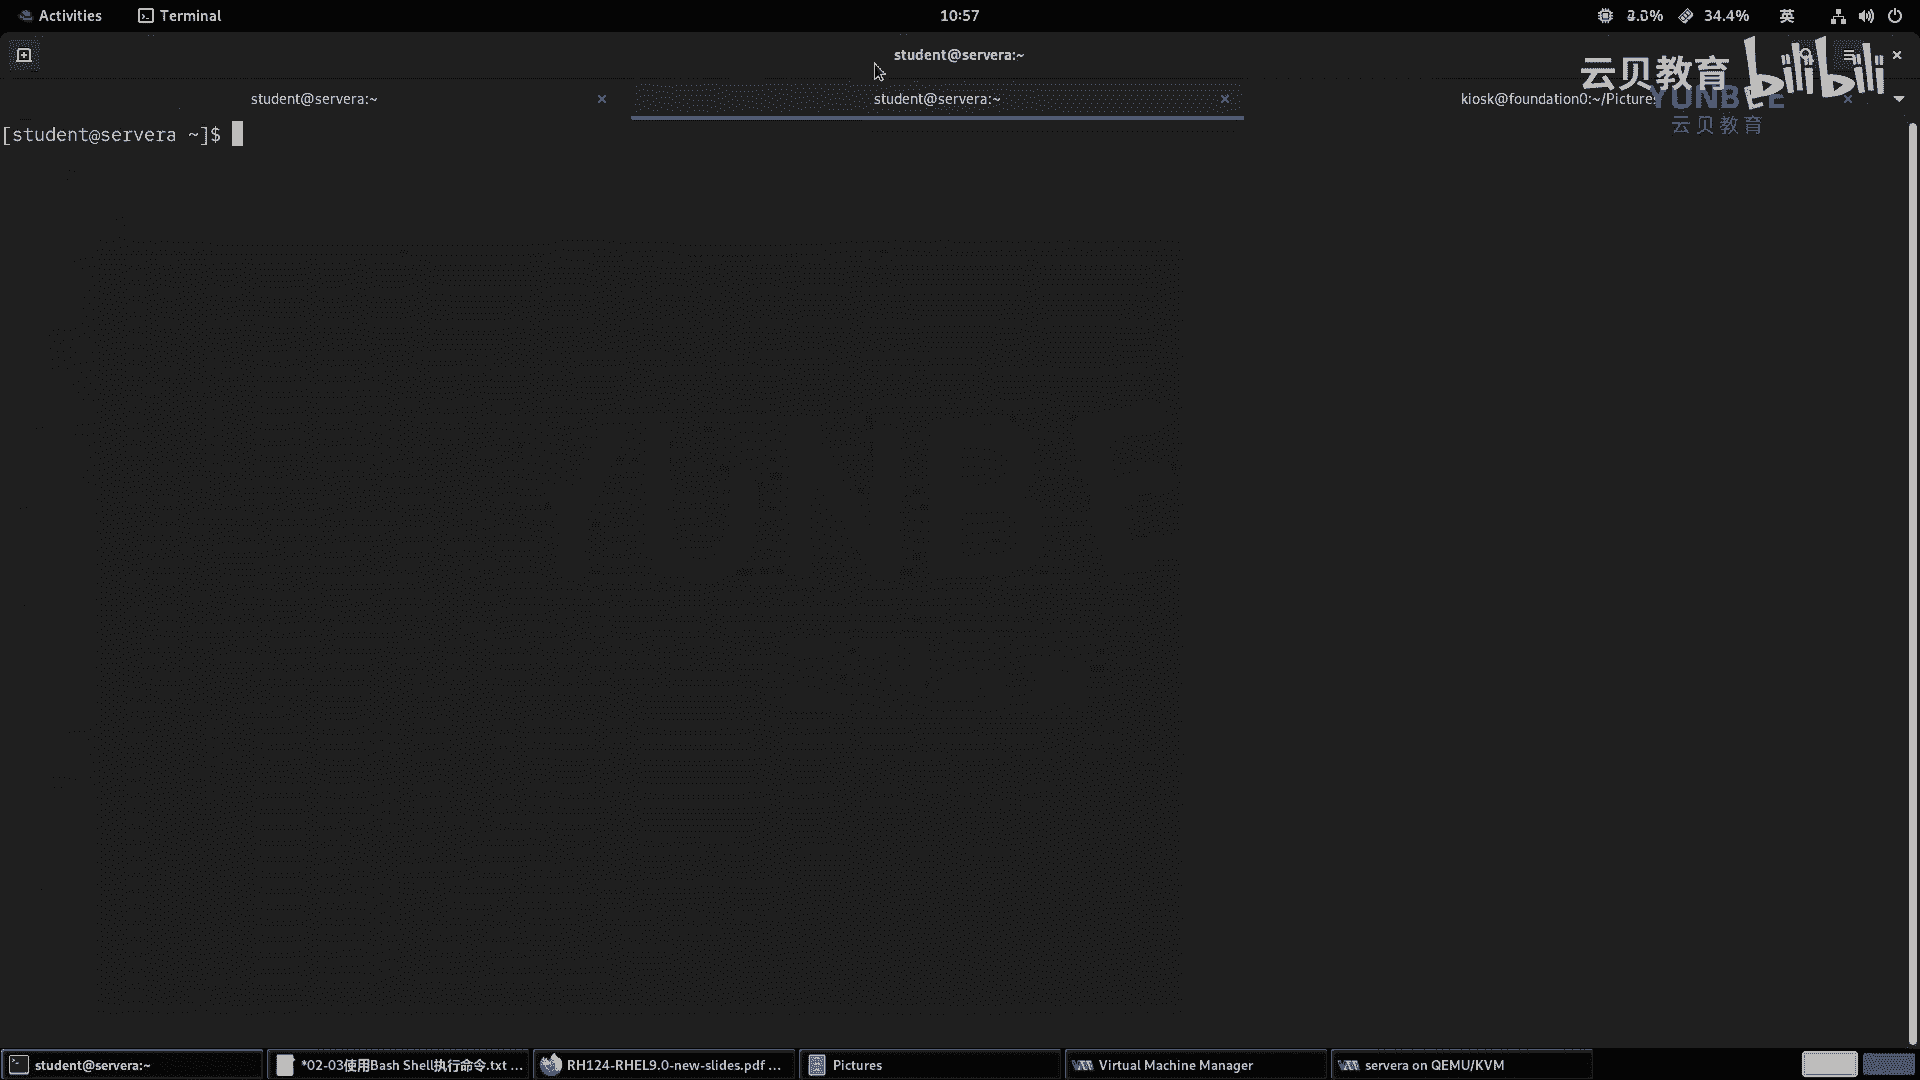 Activities Terminal 10:57 34.4% 英
student@servera:~
云贝教育 bilibili
student@servera:~ student@servera:~ kiosk@foundation0:~/Pictures
YUNBEE
云贝教育
[student@servera ~]$
student@servera:~ *02-03使用Bash Shell执行命令.txt ... RH124-RHEL9.0-new-slides.pdf ... Pictures Virtual Machine Manager servera on QEMU/KVM